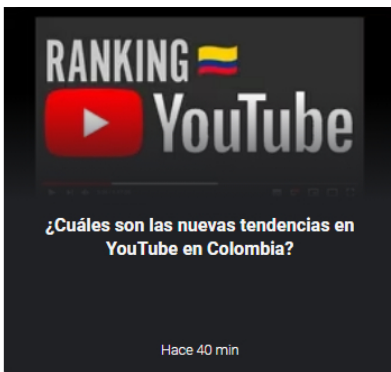 RANKING
YouTube
¿Cuáles son las nuevas tendencias en
YouTube en Colombia?
Hace 40 min